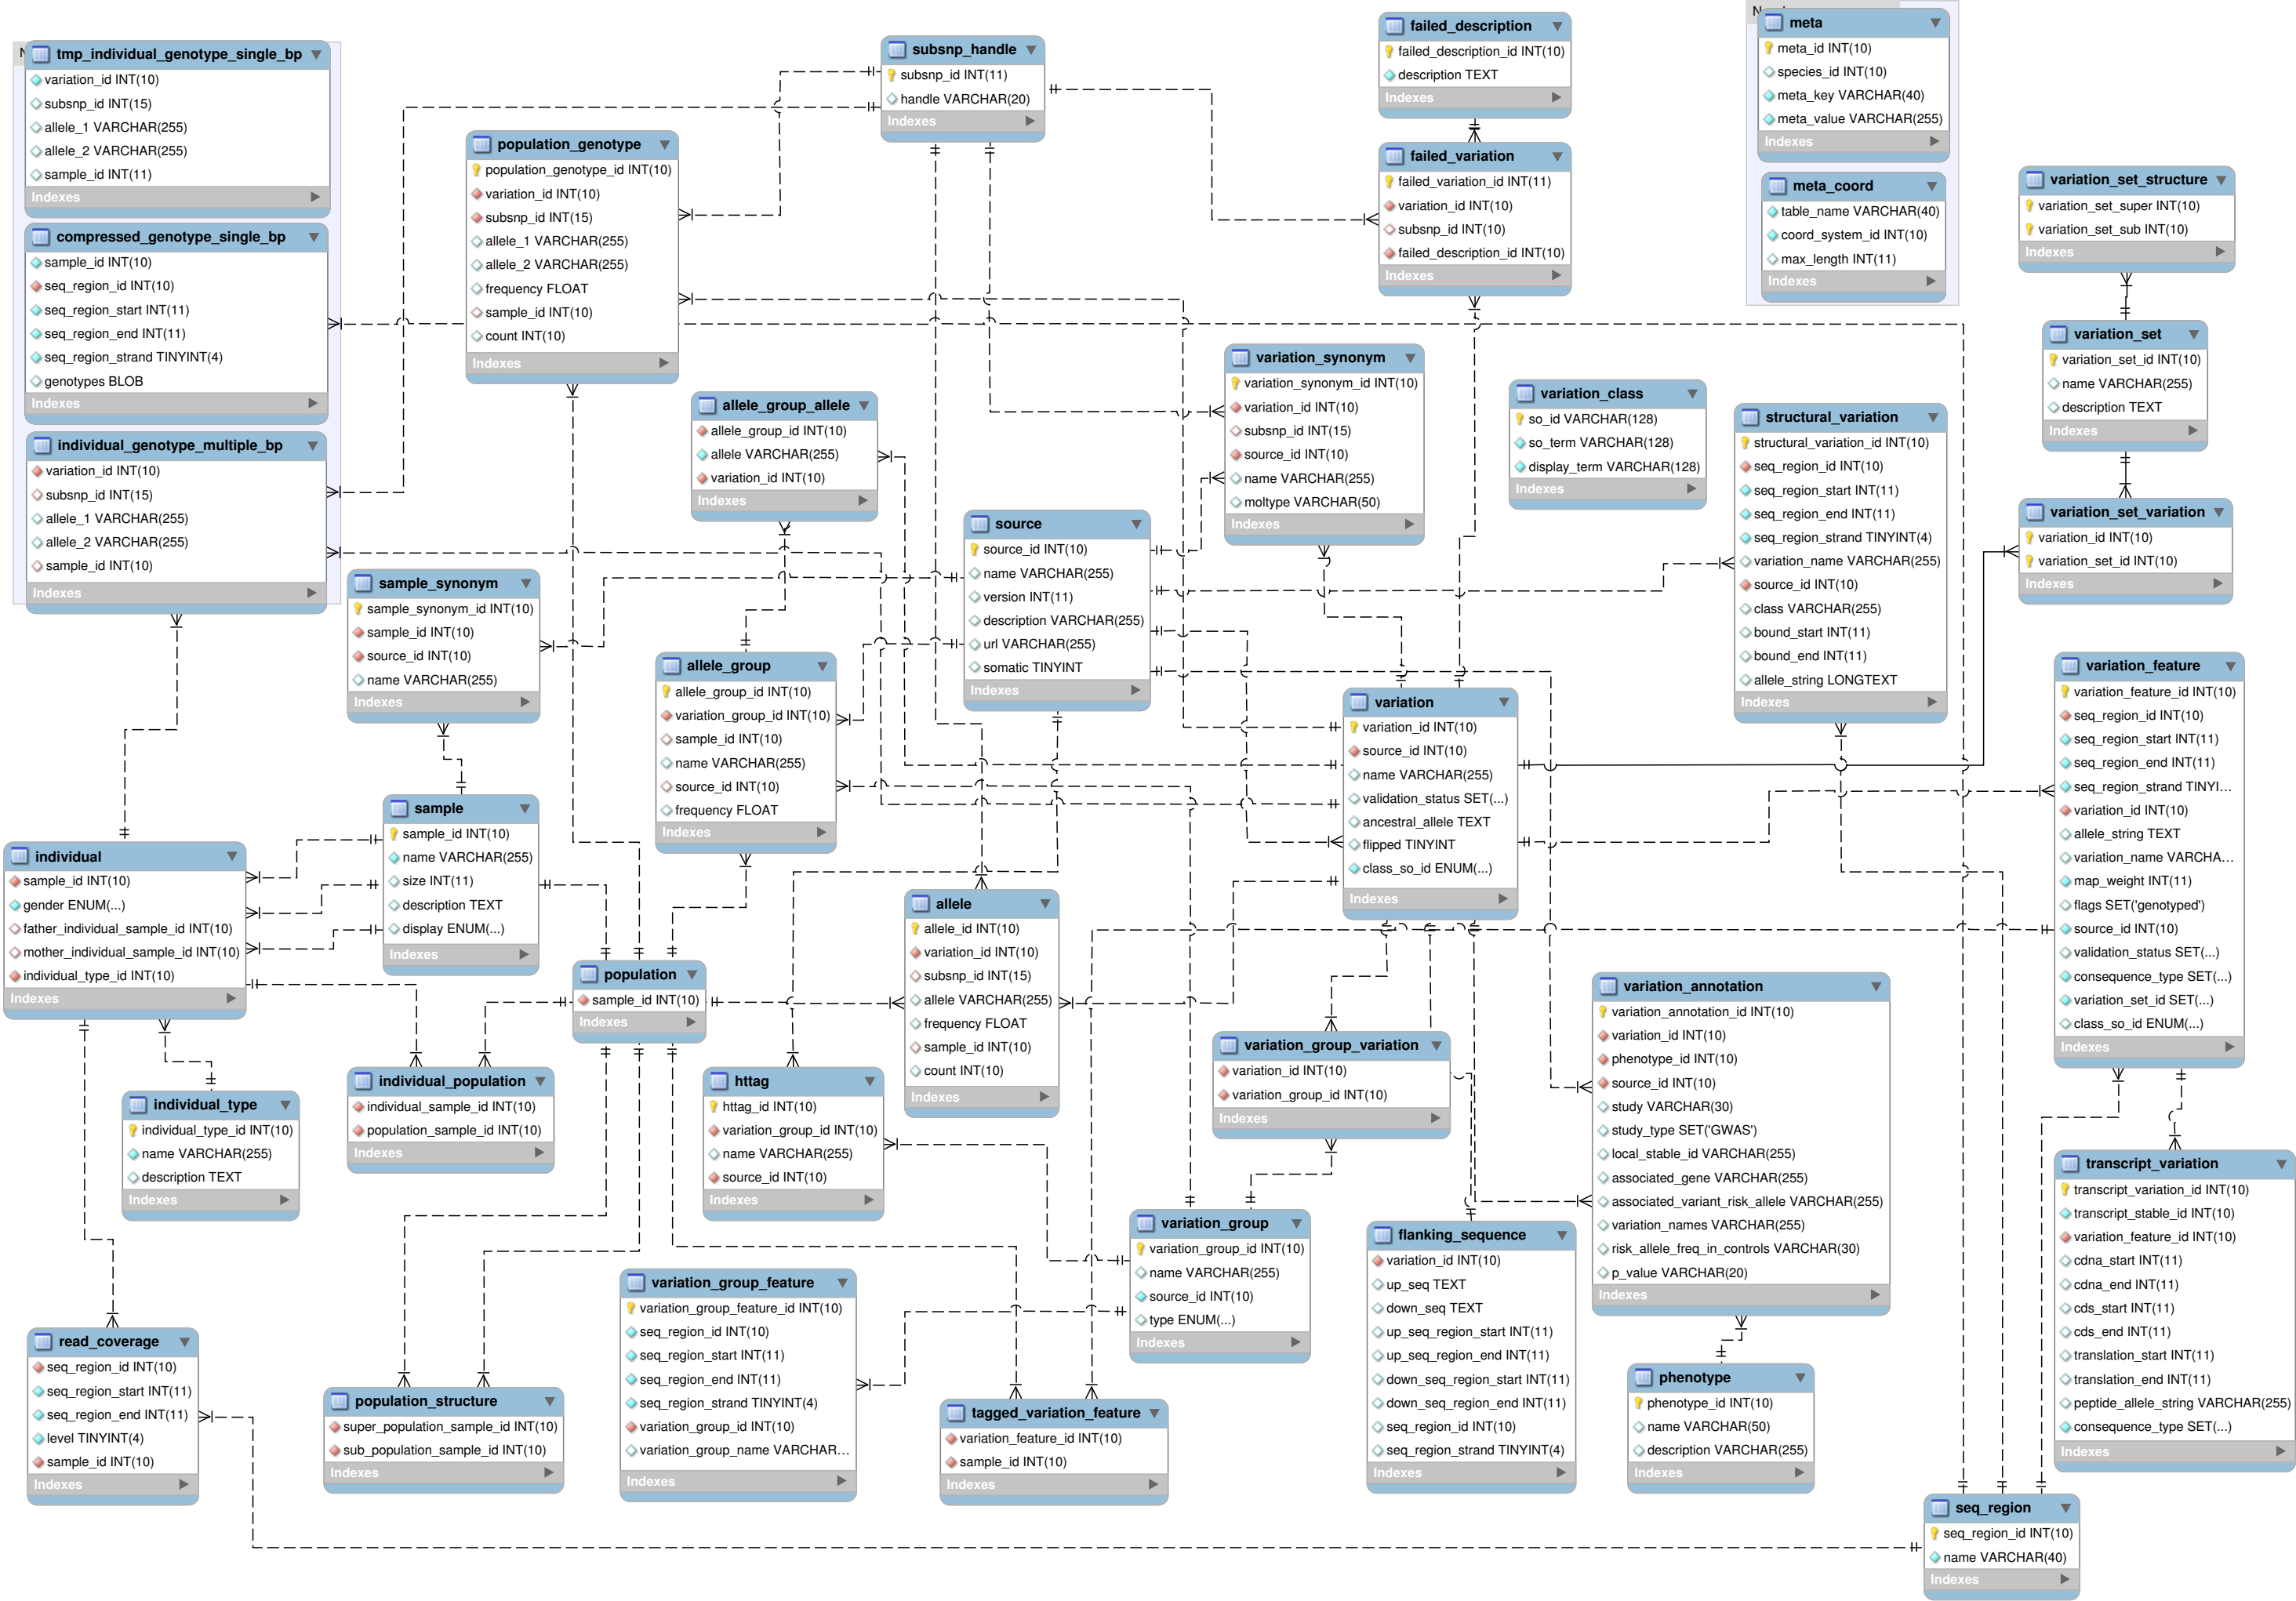 N
tmp_individual_genotype_single_bp
variation_id INT(10)
subsnp_id INT(15)
allele_1 VARCHAR(255)
allele_2 VARCHAR(255)
sample_id INT(11)
Indexes
compressed_genotype_single_bp
sample_id INT(10)
seq_region_id INT(10)
seq_region_start INT(11)
seq_region_end INT(11)
seq_region_strand TINYINT(4)
genotypes BLOB
Indexes
individual_genotype_multiple_bp
variation_id INT(10)
subsnp_id INT(15)
allele_1 VARCHAR(255)
allele_2 VARCHAR(255)
sample_id INT(10)
Indexes
population_genotype
population_genotype_id INT(10)
variation_id INT(10)
subsnp_id INT(15)
allele_1 VARCHAR(255)
allele_2 VARCHAR(255)
frequency FLOAT
sample_id INT(10)
count INT(10)
Indexes
subsnp_handle
subsnp_id INT(11)
handle VARCHAR(20)
Indexes
failed_description
failed_description_id INT(10)
description TEXT
Indexes
failed_variation
failed_variation_id INT(11)
variation_id INT(10)
subsnp_id INT(10)
failed_description_id INT(10)
Indexes
N
meta
meta_id INT(10)
species_id INT(10)
meta_key VARCHAR(40)
meta_value VARCHAR(255)
Indexes
meta_coord
table_name VARCHAR(40)
coord_system_id INT(10)
max_length INT(11)
Indexes
variation_set_structure
variation_set_super INT(10)
variation_set_sub INT(10)
Indexes
variation_set
variation_set_id INT(10)
name VARCHAR(255)
description TEXT
Indexes
variation_set_variation
variation_id INT(10)
variation_set_id INT(10)
Indexes
allele_group_allele
allele_group_id INT(10)
allele VARCHAR(255)
variation_id INT(10)
Indexes
variation_synonym
variation_synonym_id INT(10)
variation_id INT(10)
subsnp_id INT(15)
source_id INT(10)
name VARCHAR(255)
moltype VARCHAR(50)
Indexes
variation_class
so_id VARCHAR(128)
so_term VARCHAR(128)
display_term VARCHAR(128)
Indexes
structural_variation
structural_variation_id INT(10)
seq_region_id INT(10)
seq_region_start INT(11)
seq_region_end INT(11)
seq_region_strand TINYINT(4)
variation_name VARCHAR(255)
source_id INT(10)
class VARCHAR(255)
bound_start INT(11)
bound_end INT(11)
allele_string LONGTEXT
Indexes
source
source_id INT(10)
name VARCHAR(255)
version INT(11)
description VARCHAR(255)
url VARCHAR(255)
somatic TINYINT
Indexes
sample_synonym
sample_synonym_id INT(10)
sample_id INT(10)
source_id INT(10)
name VARCHAR(255)
Indexes
allele_group
allele_group_id INT(10)
variation_group_id INT(10)
sample_id INT(10)
name VARCHAR(255)
source_id INT(10)
frequency FLOAT
Indexes
variation
variation_id INT(10)
source_id INT(10)
name VARCHAR(255)
validation_status SET(...)
ancestral_allele TEXT
flipped TINYINT
class_so_id ENUM(...)
Indexes
variation_feature
variation_feature_id INT(10)
seq_region_id INT(10)
seq_region_start INT(11)
seq_region_end INT(11)
seq_region_strand TINYI...
variation_id INT(10)
allele_string TEXT
variation_name VARCHA...
map_weight INT(11)
flags SET('genotyped')
source_id INT(10)
validation_status SET(...)
consequence_type SET(...)
variation_set_id SET(...)
class_so_id ENUM(...)
Indexes
sample
sample_id INT(10)
name VARCHAR(255)
size INT(11)
description TEXT
display ENUM(...)
Indexes
individual
sample_id INT(10)
gender ENUM(...)
father_individual_sample_id INT(10)
mother_individual_sample_id INT(10)
individual_type_id INT(10)
Indexes
population
sample_id INT(10)
Indexes
allele
allele_id INT(10)
variation_id INT(10)
subsnp_id INT(15)
allele VARCHAR(255)
frequency FLOAT
sample_id INT(10)
count INT(10)
Indexes
individual_type
individual_type_id INT(10)
name VARCHAR(255)
description TEXT
Indexes
individual_population
individual_sample_id INT(10)
population_sample_id INT(10)
Indexes
httag
httag_id INT(10)
variation_group_id INT(10)
name VARCHAR(255)
source_id INT(10)
Indexes
variation_group_variation
variation_id INT(10)
variation_group_id INT(10)
Indexes
variation_annotation
variation_annotation_id INT(10)
variation_id INT(10)
phenotype_id INT(10)
source_id INT(10)
study VARCHAR(30)
study_type SET('GWAS')
local_stable_id VARCHAR(255)
associated_gene VARCHAR(255)
associated_variant_risk_allele VARCHAR(255)
variation_names VARCHAR(255)
risk_allele_freq_in_controls VARCHAR(30)
p_value VARCHAR(20)
Indexes
transcript_variation
transcript_variation_id INT(10)
transcript_stable_id INT(10)
variation_feature_id INT(10)
cdna_start INT(11)
cdna_end INT(11)
cds_start INT(11)
cds_end INT(11)
translation_start INT(11)
translation_end INT(11)
peptide_allele_string VARCHAR(255)
consequence_type SET(...)
Indexes
variation_group
variation_group_id INT(10)
name VARCHAR(255)
source_id INT(10)
type ENUM(...)
Indexes
flanking_sequence
variation_id INT(10)
up_seq TEXT
down_seq TEXT
up_seq_region_start INT(11)
up_seq_region_end INT(11)
down_seq_region_start INT(11)
down_seq_region_end INT(11)
seq_region_id INT(10)
seq_region_strand TINYINT(4)
Indexes
variation_group_feature
variation_group_feature_id INT(10)
seq_region_id INT(10)
seq_region_start INT(11)
seq_region_end INT(11)
seq_region_strand TINYINT(4)
variation_group_id INT(10)
variation_group_name VARCHAR...
Indexes
read_coverage
seq_region_id INT(10)
seq_region_start INT(11)
seq_region_end INT(11)
level TINYINT(4)
sample_id INT(10)
Indexes
population_structure
super_population_sample_id INT(10)
sub_population_sample_id INT(10)
Indexes
tagged_variation_feature
variation_feature_id INT(10)
sample_id INT(10)
Indexes
phenotype
phenotype_id INT(10)
name VARCHAR(50)
description VARCHAR(255)
Indexes
seq_region
seq_region_id INT(10)
name VARCHAR(40)
Indexes